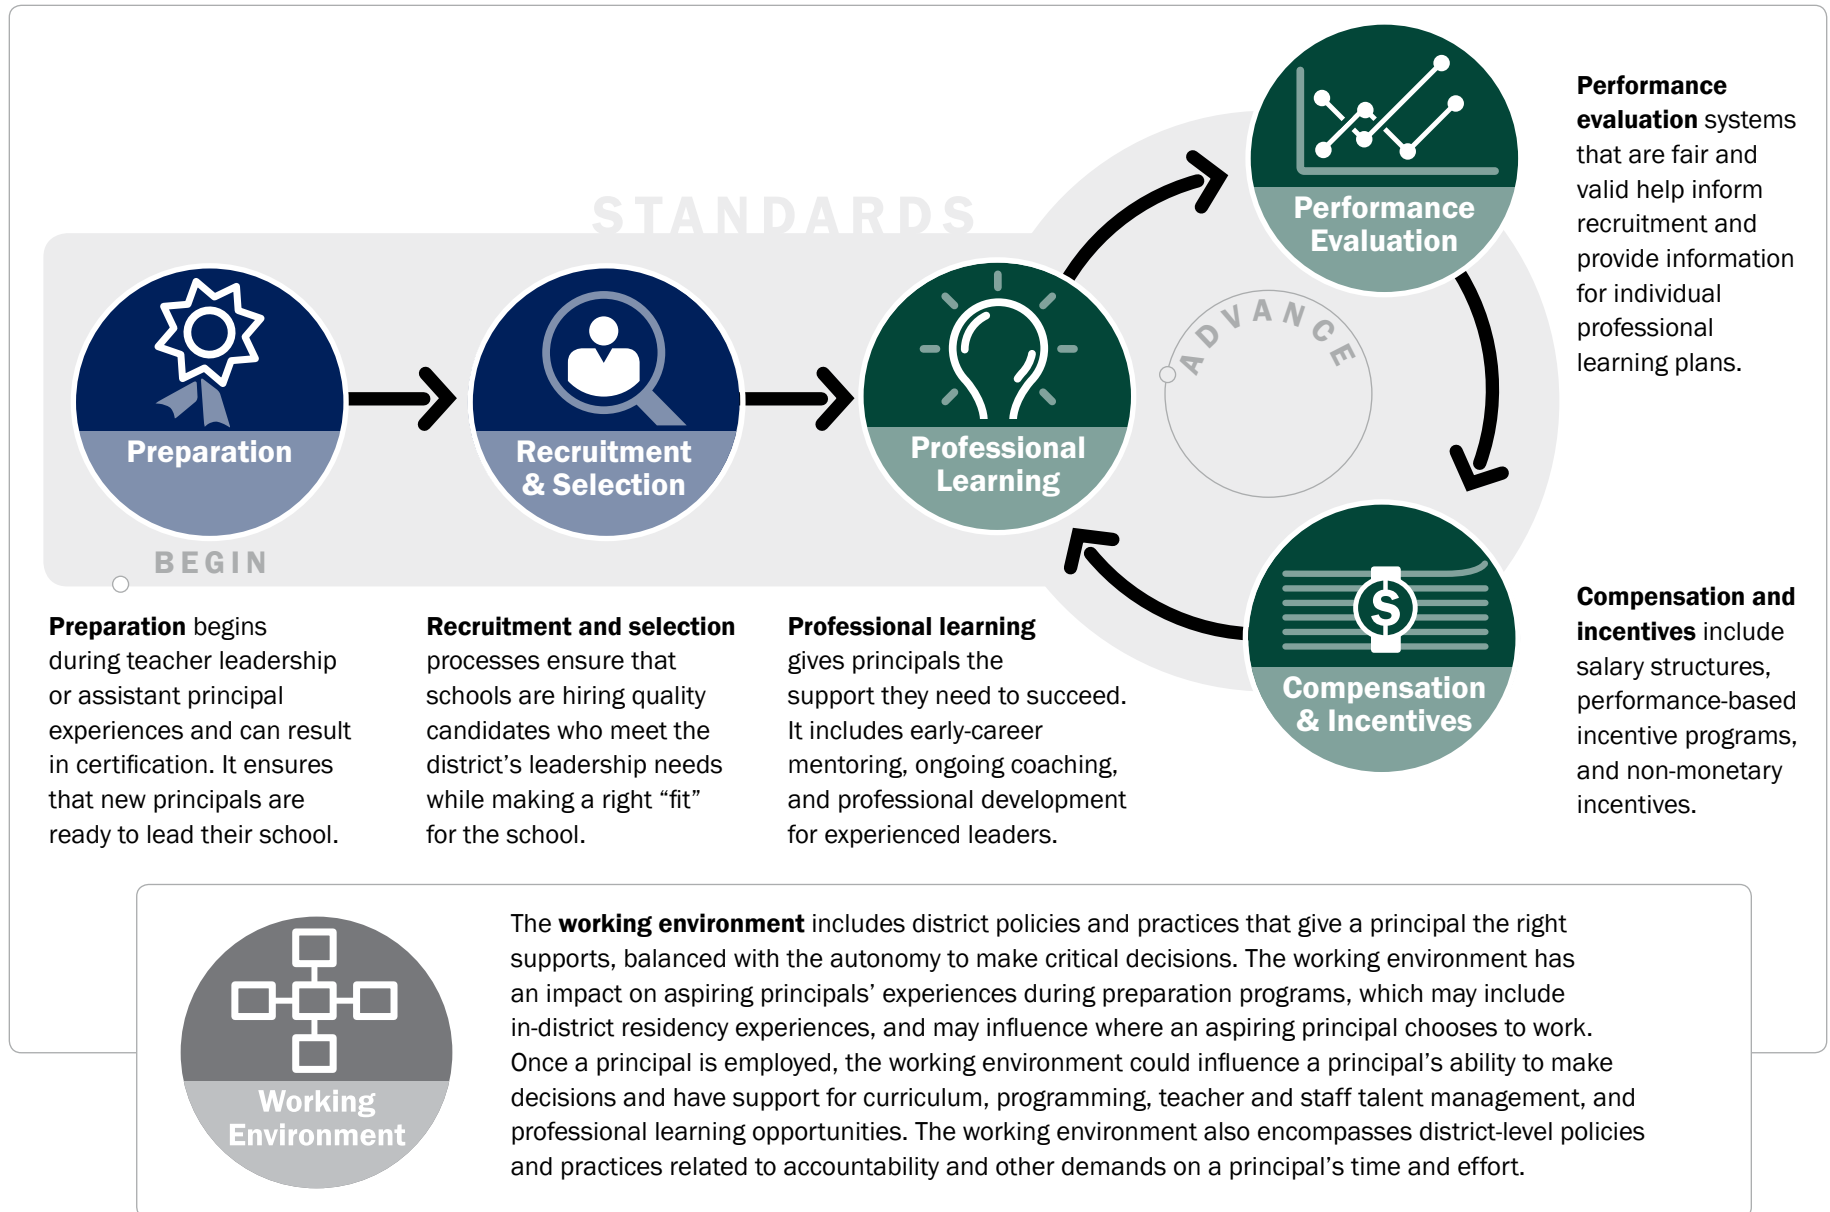 STANDARDS
Performance
Evaluation
Performance
evaluation systems
that are fair and
valid help inform
recruitment and
provide information
for individual
professional
learning plans.
ADVANCE
Preparation
Recruitment
& Selection
Professional
Learning
BEGIN
$
Compensation
& Incentives
Compensation and
incentives include
salary structures,
performance-based
incentive programs,
and non-monetary
incentives.
Preparation begins
during teacher leadership
or assistant principal
experiences and can result
in certification. It ensures
that new principals are
ready to lead their school.
Recruitment and selection
processes ensure that
schools are hiring quality
candidates who meet the
district’s leadership needs
while making a right “fit”
for the school.
Professional learning
gives principals the
support they need to succeed.
It includes early-career
mentoring, ongoing coaching,
and professional development
for experienced leaders.
Working
Environment
The working environment includes district policies and practices that give a principal the right
supports, balanced with the autonomy to make critical decisions. The working environment has
an impact on aspiring principals’ experiences during preparation programs, which may include
in-district residency experiences, and may influence where an aspiring principal chooses to work.
Once a principal is employed, the working environment could influence a principal’s ability to make
decisions and have support for curriculum, programming, teacher and staff talent management, and
professional learning opportunities. The working environment also encompasses district-level policies
and practices related to accountability and other demands on a principal’s time and effort.